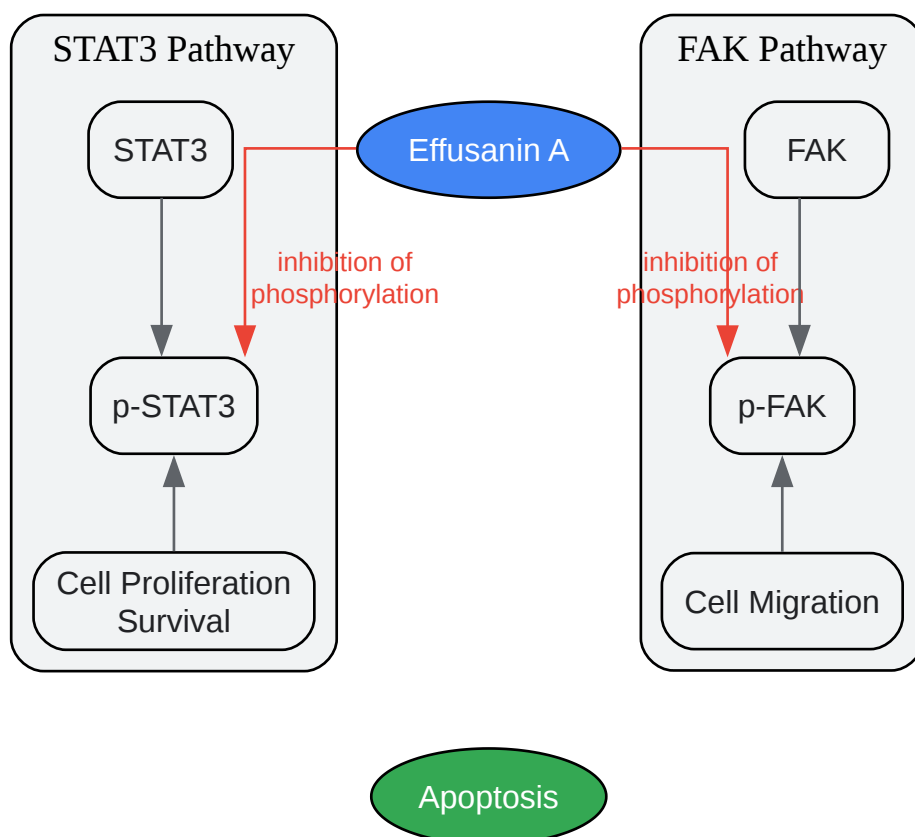 STAT3 Pathway
FAK Pathway
STAT3
Effusanin A
FAK
inhibition of
phosphorylation
inhibition of
phosphorylation
p-STAT3
p-FAK
Cell Proliferation
Survival
Cell Migration
Apoptosis